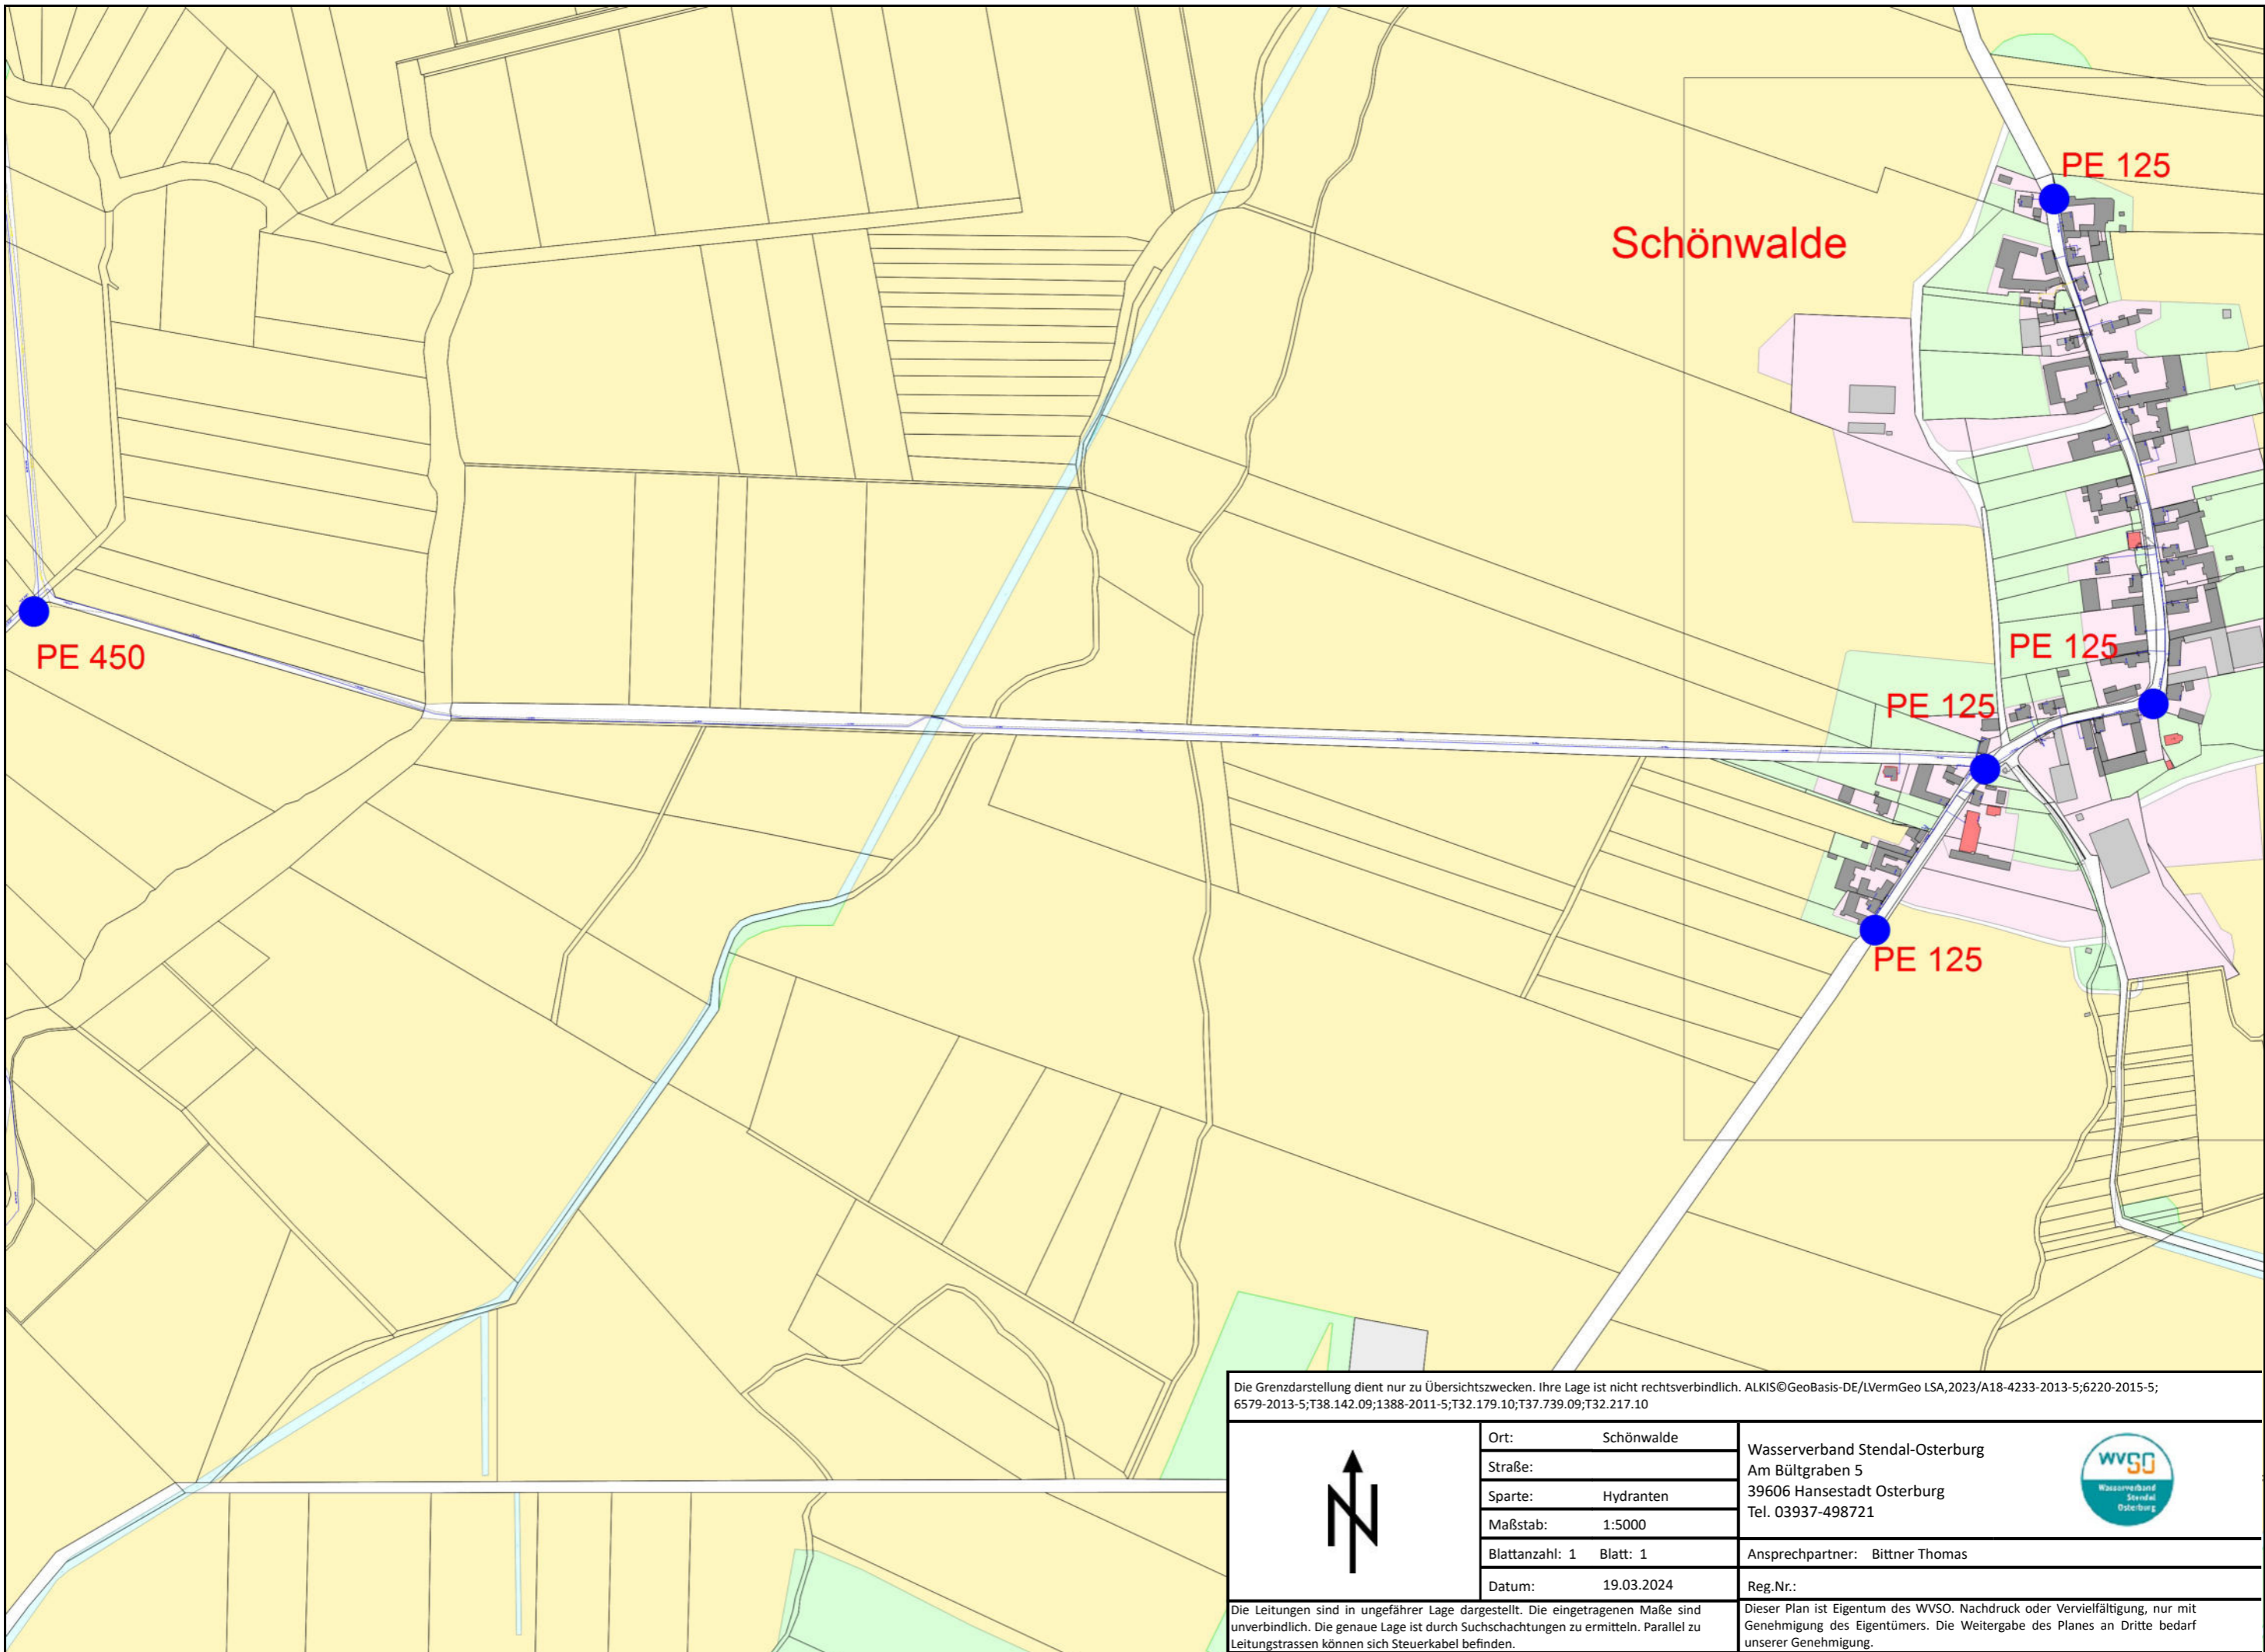 PE 125
Schönwalde
PE 125
PE 450
PE 125
PE 125
Die Grenzdarstellung dient nur zu Übersichtszwecken. Ihre Lage ist nicht rechtsverbindlich. ALKIS©GeoBasis-DE/LVermGeo LSA,2023/A18-4233-2013-5;6220-2015-5;
6579-2013-5;T38.142.09;1388-2011-5;T32.179.10;T37.739.09;T32.217.10
N
Ort: Schönwalde
Straße:
Sparte: Hydranten
Maßstab: 1:5000
Blattanzahl: 1 Blatt: 1
Datum: 19.03.2024
Wasserverband Stendal-Osterburg
Am Bültgraben 5
39606 Hansestadt Osterburg
Tel. 03937-498721
WVSO
Wasserverband
Stendal
Osterburg
Ansprechpartner: Bittner Thomas
Reg.Nr.:
Die Leitungen sind in ungefährer Lage dargestellt. Die eingetragenen Maße sind
unverbindlich. Die genaue Lage ist durch Suchschachtungen zu ermitteln. Parallel zu
Leitungstrassen können sich Steuerkabel befinden.
Dieser Plan ist Eigentum des WVSO. Nachdruck oder Vervielfältigung, nur mit
Genehmigung des Eigentümers. Die Weitergabe des Planes an Dritte bedarf
unserer Genehmigung.